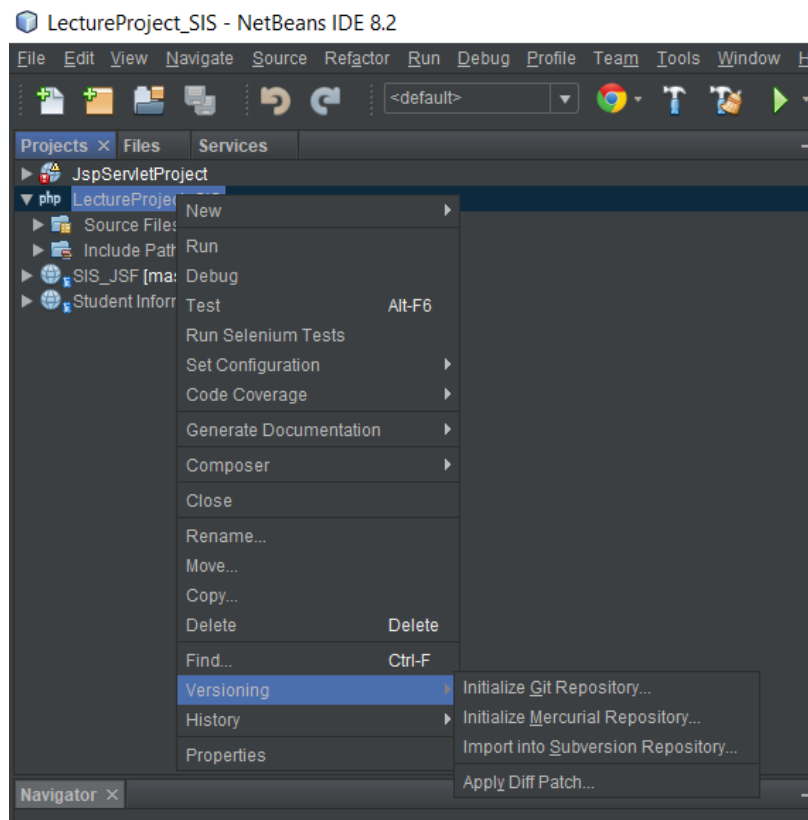 LectureProject_SIS - NetBeans IDE 8.2
File Edit View Navigate Source Refactor Run Debug Profile Team Tools Window H
<default>
Projects × Files Services
JspServletProject
php LectureProject_SIS
Source Files
Include Path
SIS_JSF [mas
Student Inform
New
Run
Debug
Test Alt-F6
Run Selenium Tests
Set Configuration
Code Coverage
Generate Documentation
Composer
Close
Rename...
Move...
Copy...
Delete Delete
Find... Ctrl-F
Versioning
History
Properties
Initialize Git Repository...
Initialize Mercurial Repository...
Import into Subversion Repository...
Apply Diff Patch...
Navigator ×